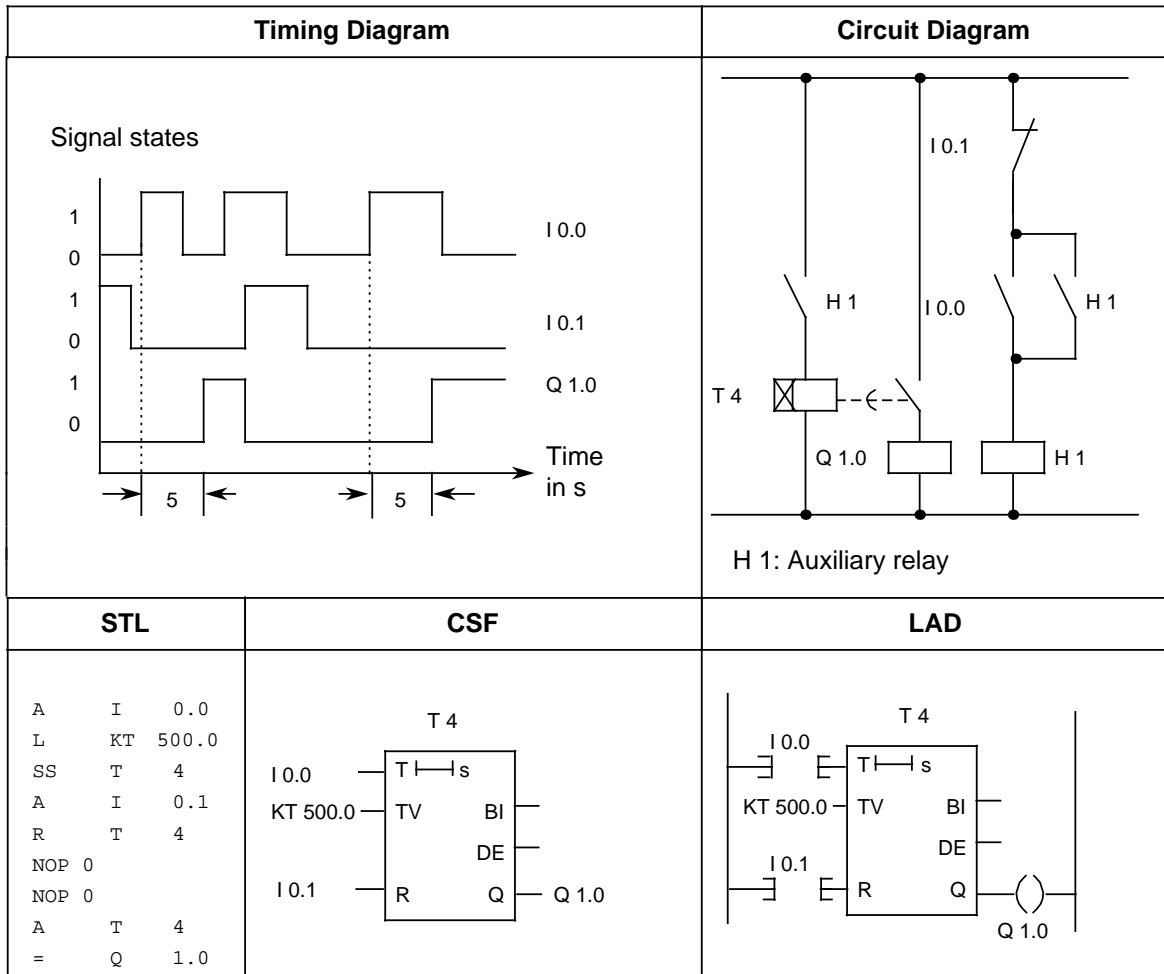 Timing Diagram
Circuit Diagram
Signal states
1
0
I 0.0
1
0
I 0.1
1
0
Q 1.0
Time
in s
5
5
I 0.1
H 1
I 0.0
H 1
T 4
Q 1.0
H 1
H 1: Auxiliary relay
STL
CSF
LAD
A I 0.0
L KT 500.0
SS T 4
A I 0.1
R T 4
NOP 0
NOP 0
A T 4
= Q 1.0
T 4
I 0.0
T s
KT 500.0
TV
BI
DE
I 0.1
R
Q
Q 1.0
T 4
I 0.0
T s
KT 500.0
TV
BI
DE
I 0.1
R
Q
Q 1.0